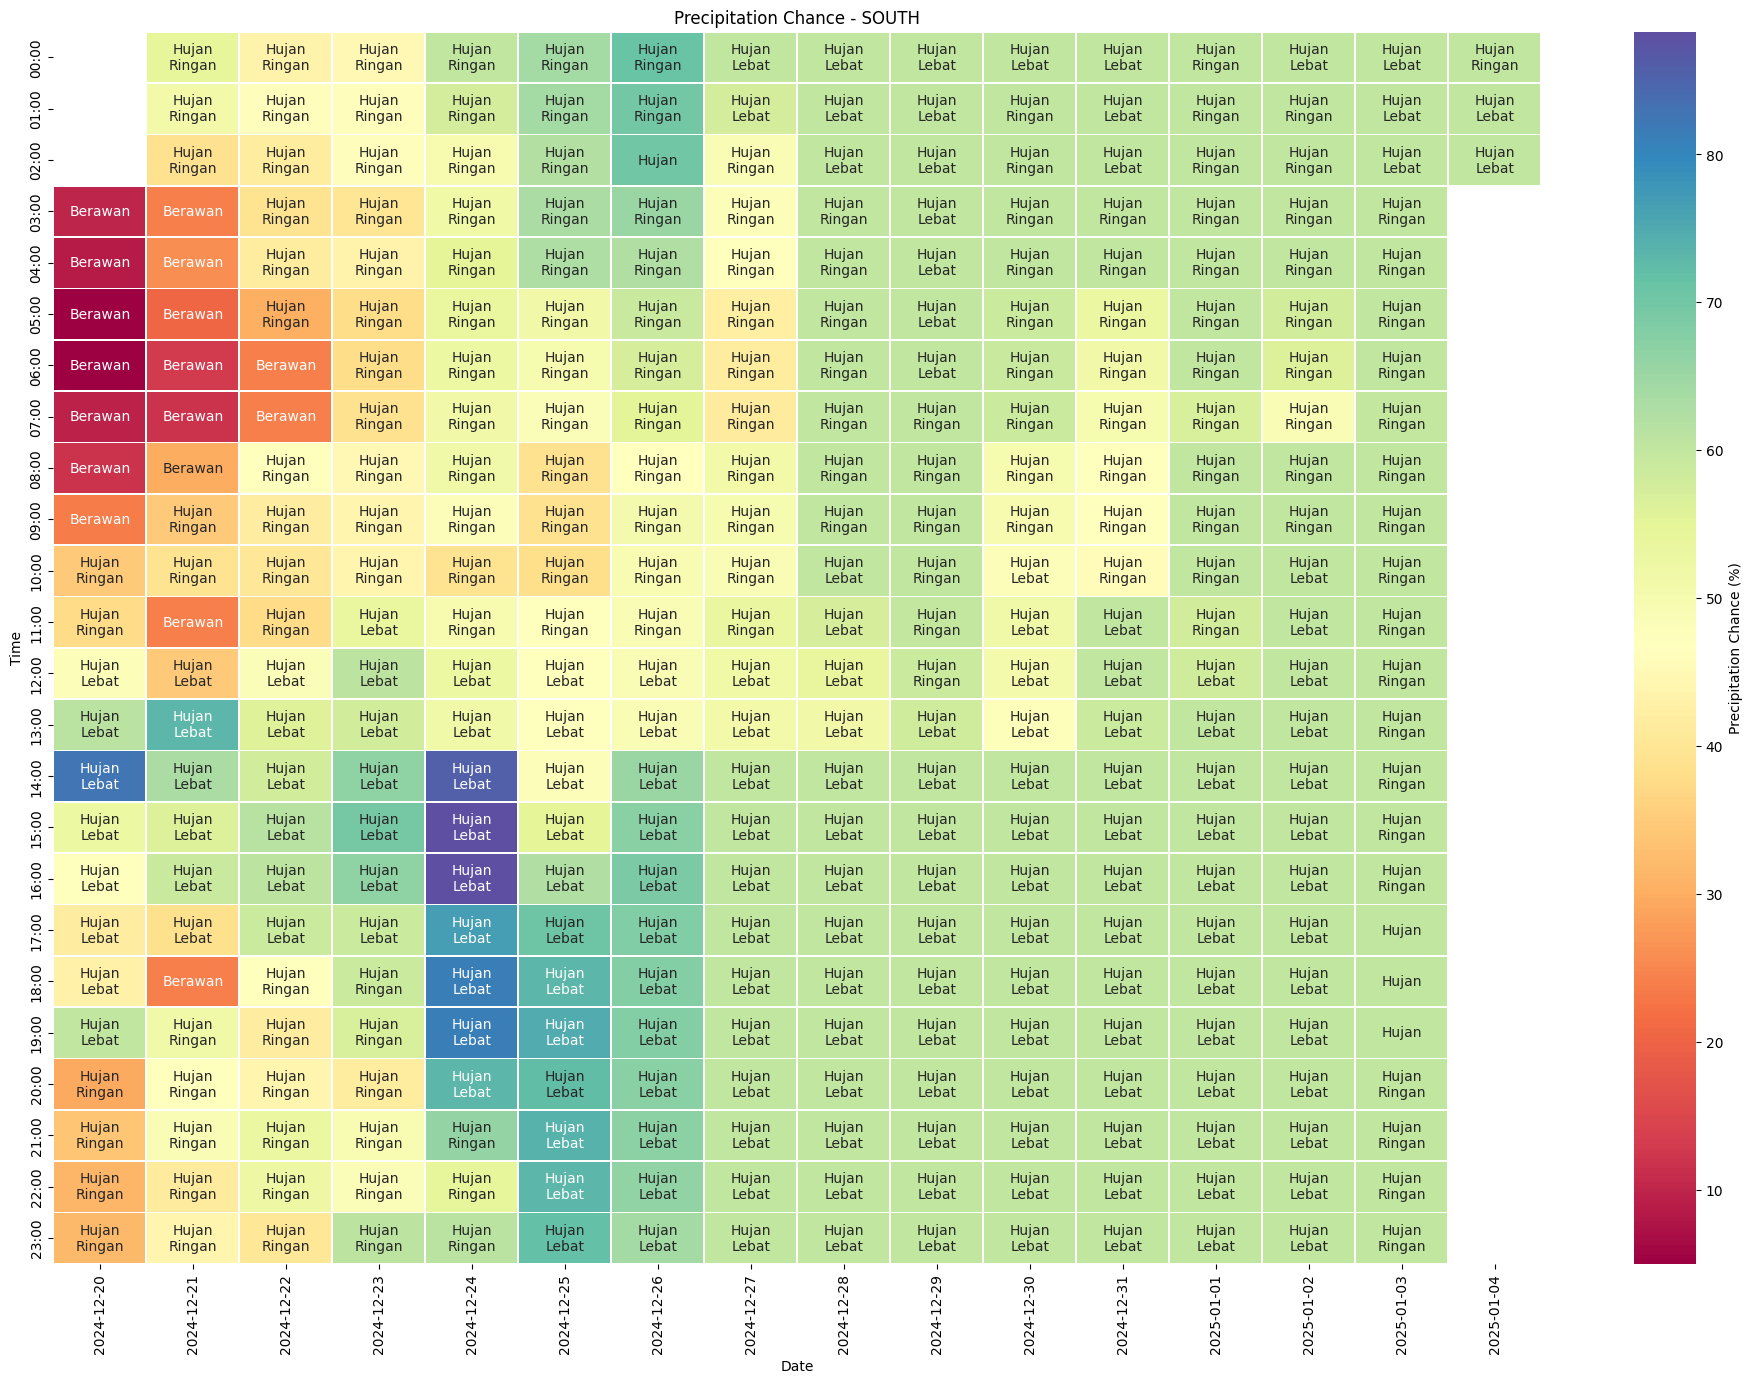 Precipitation Chance - SOUTH
00:00 Hujan Ringan Hujan Ringan Hujan Ringan Hujan Ringan Hujan Ringan Hujan Ringan Hujan Lebat Hujan Lebat Hujan Lebat Hujan Lebat Hujan Lebat Hujan Ringan Hujan Lebat Hujan Lebat Hujan Ringan
01:00 Hujan Ringan Hujan Ringan Hujan Ringan Hujan Ringan Hujan Ringan Hujan Ringan Hujan Lebat Hujan Lebat Hujan Lebat Hujan Ringan Hujan Lebat Hujan Ringan Hujan Ringan Hujan Lebat Hujan Lebat
02:00 Hujan Ringan Hujan Ringan Hujan Ringan Hujan Ringan Hujan Ringan Hujan Hujan Ringan Hujan Lebat Hujan Lebat Hujan Ringan Hujan Lebat Hujan Ringan Hujan Ringan Hujan Lebat Hujan Lebat
03:00 Berawan Berawan Hujan Ringan Hujan Ringan Hujan Ringan Hujan Ringan Hujan Ringan Hujan Ringan Hujan Ringan Hujan Lebat Hujan Ringan Hujan Ringan Hujan Ringan Hujan Ringan Hujan Ringan
04:00 Berawan Berawan Hujan Ringan Hujan Ringan Hujan Ringan Hujan Ringan Hujan Ringan Hujan Ringan Hujan Ringan Hujan Lebat Hujan Ringan Hujan Ringan Hujan Ringan Hujan Ringan Hujan Ringan
05:00 Berawan Berawan Hujan Ringan Hujan Ringan Hujan Ringan Hujan Ringan Hujan Ringan Hujan Ringan Hujan Ringan Hujan Lebat Hujan Ringan Hujan Ringan Hujan Ringan Hujan Ringan Hujan Ringan
06:00 Berawan Berawan Berawan Hujan Ringan Hujan Ringan Hujan Ringan Hujan Ringan Hujan Ringan Hujan Ringan Hujan Lebat Hujan Ringan Hujan Ringan Hujan Ringan Hujan Ringan Hujan Ringan
07:00 Berawan Berawan Berawan Hujan Ringan Hujan Ringan Hujan Ringan Hujan Ringan Hujan Ringan Hujan Ringan Hujan Ringan Hujan Ringan Hujan Ringan Hujan Ringan Hujan Ringan Hujan Ringan
08:00 Berawan Berawan Hujan Ringan Hujan Ringan Hujan Ringan Hujan Ringan Hujan Ringan Hujan Ringan Hujan Ringan Hujan Ringan Hujan Ringan Hujan Ringan Hujan Ringan Hujan Ringan Hujan Ringan
09:00 Berawan Hujan Ringan Hujan Ringan Hujan Ringan Hujan Ringan Hujan Ringan Hujan Ringan Hujan Ringan Hujan Ringan Hujan Ringan Hujan Ringan Hujan Ringan Hujan Ringan Hujan Ringan Hujan Ringan
10:00 Hujan Ringan Hujan Ringan Hujan Ringan Hujan Ringan Hujan Ringan Hujan Ringan Hujan Ringan Hujan Ringan Hujan Lebat Hujan Ringan Hujan Lebat Hujan Ringan Hujan Ringan Hujan Lebat Hujan Ringan
11:00 Hujan Ringan Berawan Hujan Ringan Hujan Lebat Hujan Ringan Hujan Ringan Hujan Ringan Hujan Ringan Hujan Lebat Hujan Ringan Hujan Lebat Hujan Lebat Hujan Ringan Hujan Lebat Hujan Ringan
12:00 Hujan Lebat Hujan Lebat Hujan Lebat Hujan Lebat Hujan Lebat Hujan Lebat Hujan Lebat Hujan Lebat Hujan Lebat Hujan Ringan Hujan Lebat Hujan Lebat Hujan Lebat Hujan Lebat Hujan Ringan
13:00 Hujan Lebat Hujan Lebat Hujan Lebat Hujan Lebat Hujan Lebat Hujan Lebat Hujan Lebat Hujan Lebat Hujan Lebat Hujan Lebat Hujan Lebat Hujan Lebat Hujan Lebat Hujan Lebat Hujan Ringan
14:00 Hujan Lebat Hujan Lebat Hujan Lebat Hujan Lebat Hujan Lebat Hujan Lebat Hujan Lebat Hujan Lebat Hujan Lebat Hujan Lebat Hujan Lebat Hujan Lebat Hujan Lebat Hujan Lebat Hujan Ringan
15:00 Hujan Lebat Hujan Lebat Hujan Lebat Hujan Lebat Hujan Lebat Hujan Lebat Hujan Lebat Hujan Lebat Hujan Lebat Hujan Lebat Hujan Lebat Hujan Lebat Hujan Lebat Hujan Lebat Hujan Ringan
16:00 Hujan Lebat Hujan Lebat Hujan Lebat Hujan Lebat Hujan Lebat Hujan Lebat Hujan Lebat Hujan Lebat Hujan Lebat Hujan Lebat Hujan Lebat Hujan Lebat Hujan Lebat Hujan Lebat Hujan Ringan
17:00 Hujan Lebat Hujan Lebat Hujan Lebat Hujan Lebat Hujan Lebat Hujan Lebat Hujan Lebat Hujan Lebat Hujan Lebat Hujan Lebat Hujan Lebat Hujan Lebat Hujan Lebat Hujan Lebat Hujan
18:00 Hujan Lebat Berawan Hujan Ringan Hujan Ringan Hujan Lebat Hujan Lebat Hujan Lebat Hujan Lebat Hujan Lebat Hujan Lebat Hujan Lebat Hujan Lebat Hujan Lebat Hujan Lebat Hujan
19:00 Hujan Lebat Hujan Ringan Hujan Ringan Hujan Ringan Hujan Lebat Hujan Lebat Hujan Lebat Hujan Lebat Hujan Lebat Hujan Lebat Hujan Lebat Hujan Lebat Hujan Lebat Hujan Lebat Hujan
20:00 Hujan Ringan Hujan Ringan Hujan Ringan Hujan Ringan Hujan Lebat Hujan Lebat Hujan Lebat Hujan Lebat Hujan Lebat Hujan Lebat Hujan Lebat Hujan Lebat Hujan Lebat Hujan Lebat Hujan Ringan
21:00 Hujan Ringan Hujan Ringan Hujan Ringan Hujan Ringan Hujan Ringan Hujan Lebat Hujan Lebat Hujan Lebat Hujan Lebat Hujan Lebat Hujan Lebat Hujan Lebat Hujan Lebat Hujan Lebat Hujan Ringan
22:00 Hujan Ringan Hujan Ringan Hujan Ringan Hujan Ringan Hujan Ringan Hujan Lebat Hujan Lebat Hujan Lebat Hujan Lebat Hujan Lebat Hujan Lebat Hujan Lebat Hujan Lebat Hujan Lebat Hujan Ringan
23:00 Hujan Ringan Hujan Ringan Hujan Ringan Hujan Ringan Hujan Ringan Hujan Lebat Hujan Lebat Hujan Lebat Hujan Lebat Hujan Lebat Hujan Lebat Hujan Lebat Hujan Lebat Hujan Lebat Hujan Ringan
Time
2024-12-20
2024-12-21
2024-12-22
2024-12-23
2024-12-24
2024-12-25
2024-12-26
2024-12-27
2024-12-28
2024-12-29
2024-12-30
2024-12-31
2025-01-01
2025-01-02
2025-01-03
2025-01-04
Date
80
70
60
50
40
30
20
10
Precipitation Chance (%)